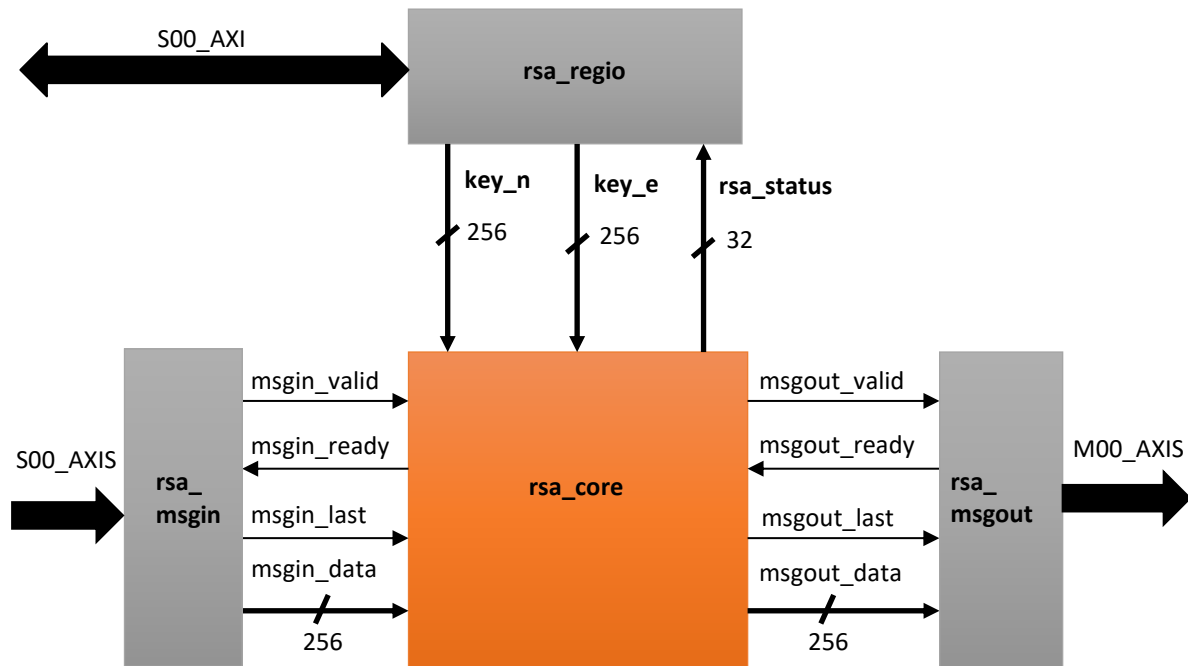 S00_AXI
rsa_regio
key_n
key_e
rsa_status
256
256
32
msgin_valid
msgout_valid
S00_AXIS
msgin_ready
msgout_ready
M00_AXIS
rsa_
msgin
rsa_core
rsa_
msgout
msgin_last
msgout_last
msgin_data
msgout_data
256
256